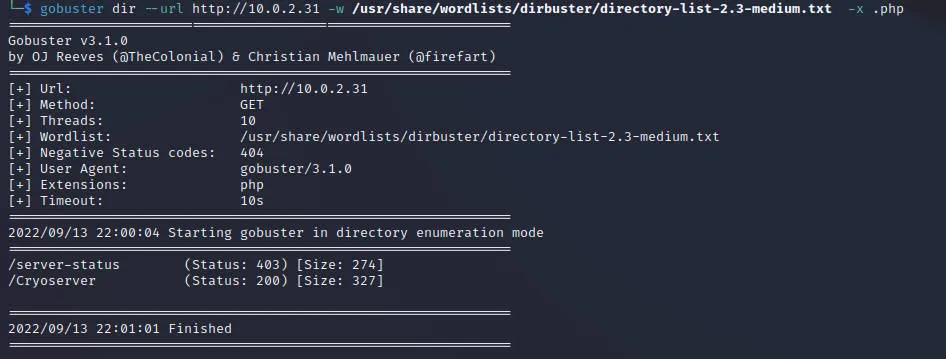 └─$ gobuster dir --url http://10.0.2.31 -w /usr/share/wordlists/dirbuster/directory-list-2.3-medium.txt  -x .php
===============================================================
Gobuster v3.1.0
by OJ Reeves (@TheColonial) & Christian Mehlmauer (@firefart)
===============================================================
[+] Url:                     http://10.0.2.31
[+] Method:                  GET
[+] Threads:                 10
[+] Wordlist:                /usr/share/wordlists/dirbuster/directory-list-2.3-medium.txt
[+] Negative Status codes:   404
[+] User Agent:              gobuster/3.1.0
[+] Extensions:              php
[+] Timeout:                 10s
===============================================================
2022/09/13 22:00:04 Starting gobuster in directory enumeration mode
===============================================================
/server-status        (Status: 403) [Size: 274]
/Cryoserver           (Status: 200) [Size: 327]

===============================================================
2022/09/13 22:01:01 Finished
===============================================================